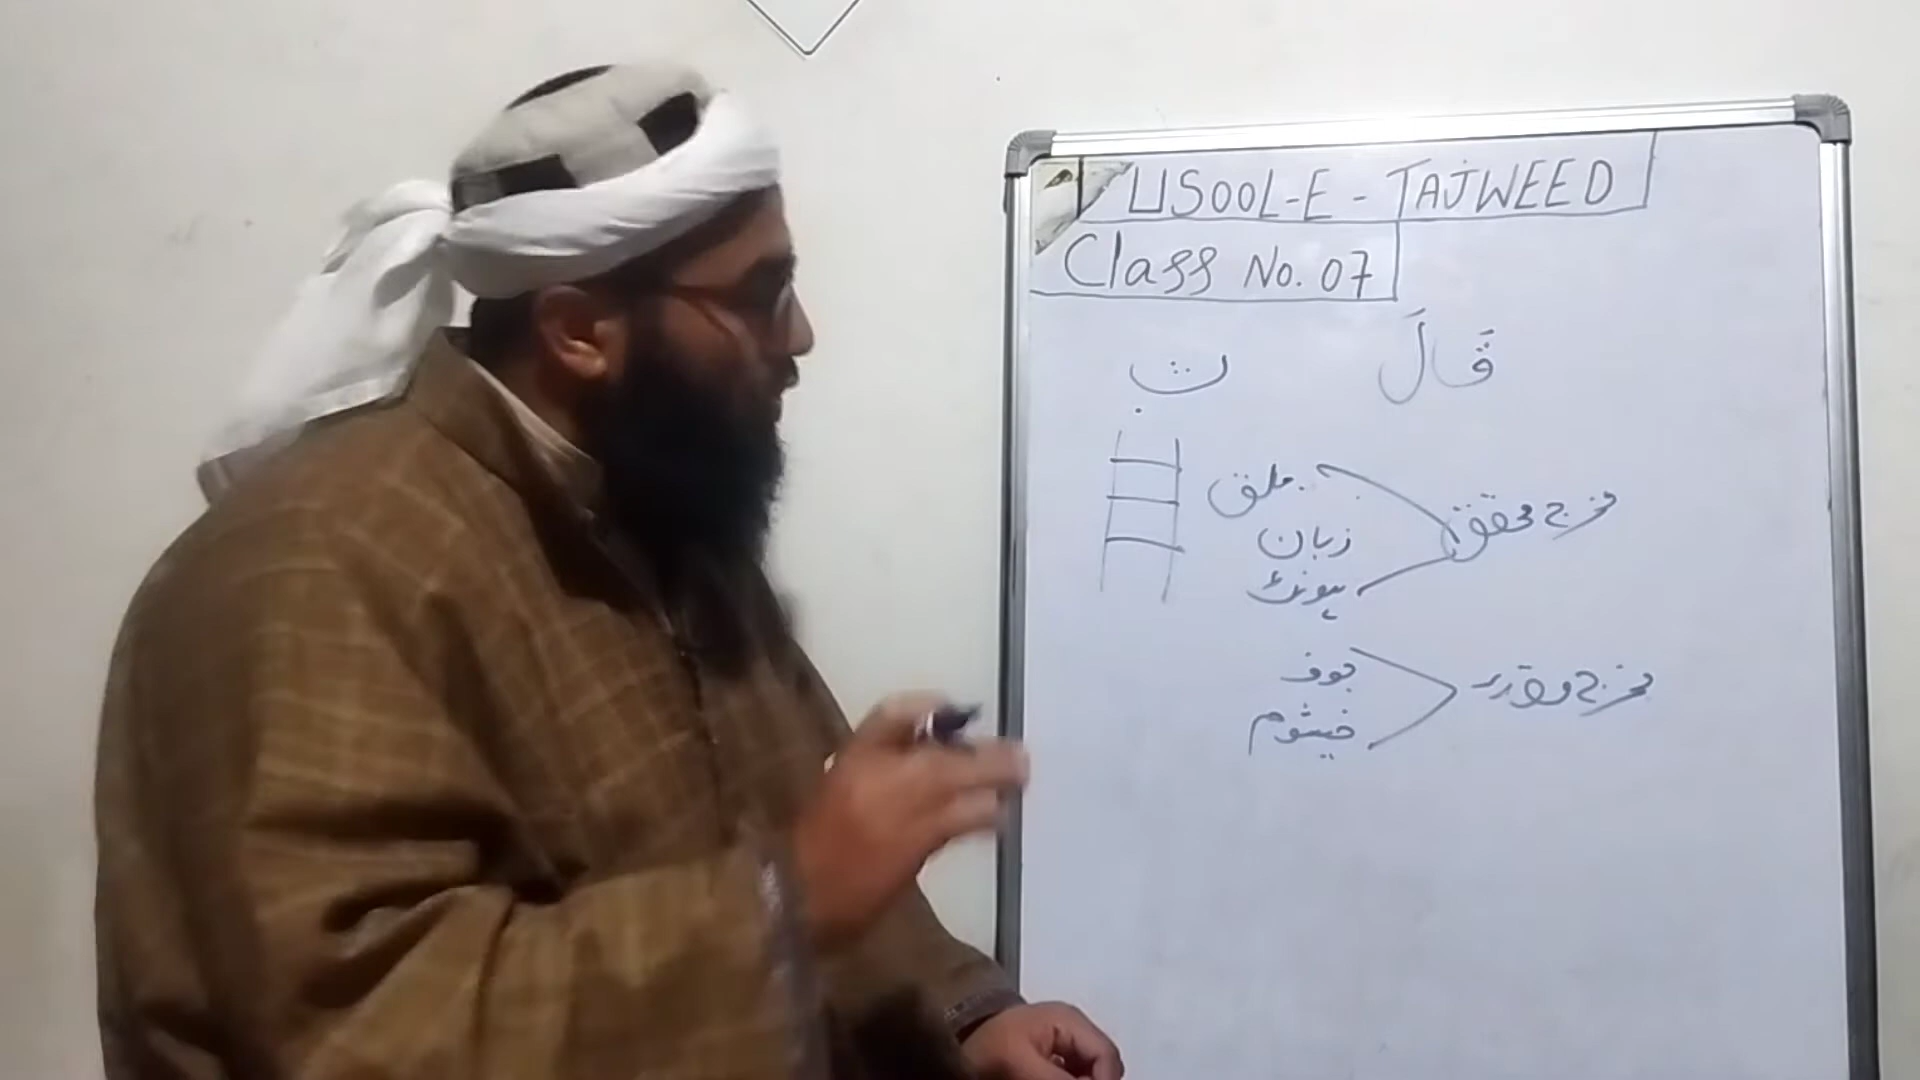 USOOL-E-TAJWEED
Class No. 07
قَالَ
حلق
مخرج محقق
زبان
ہونٹ
جوف
مخرج مقدر
خیشوم